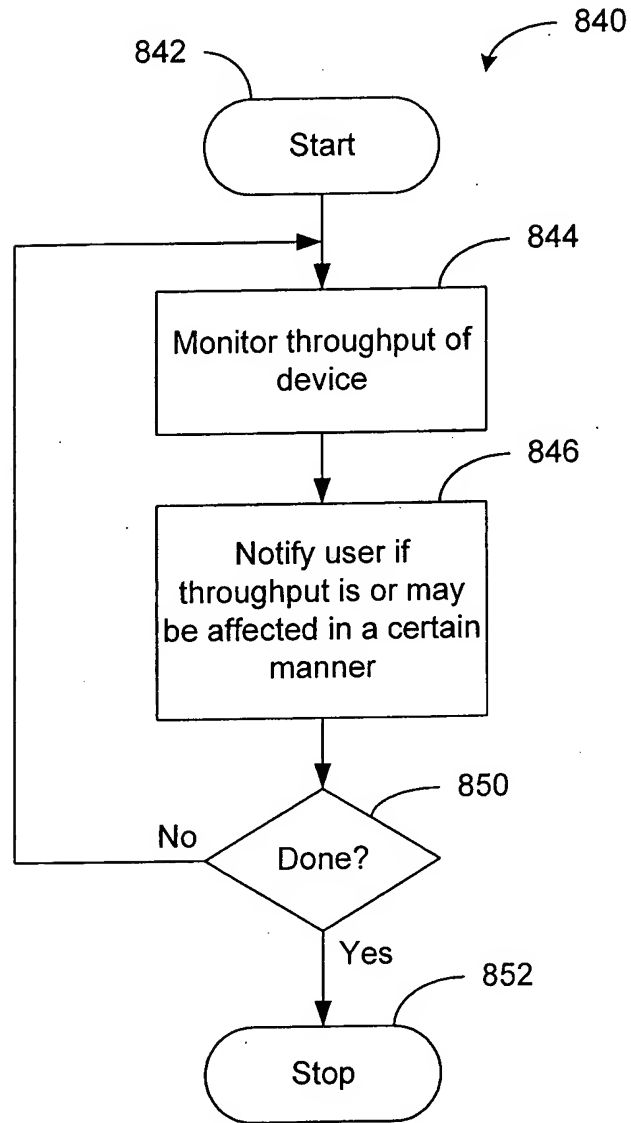 840
842
Start
844
Monitor throughput of
device
846
Notify user if
throughput is or may
be affected in a certain
manner
850
No
Done?
Yes
852
Stop